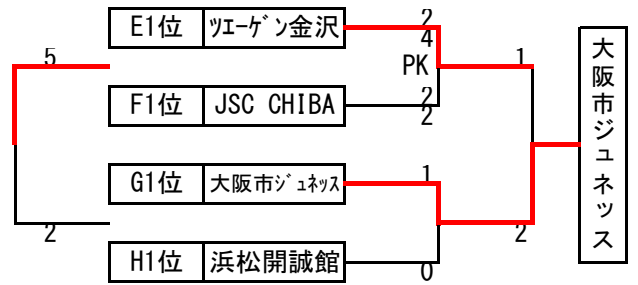 E1位 ﾂｴｰｹﾞﾝ金沢 2
4
PK
5
1
F1位 JSC CHIBA 2
2
G1位 大阪市ｼﾞｭﾈｯｽ 1
2
2
H1位 浜松開誠館 0
大阪市ジュネッス